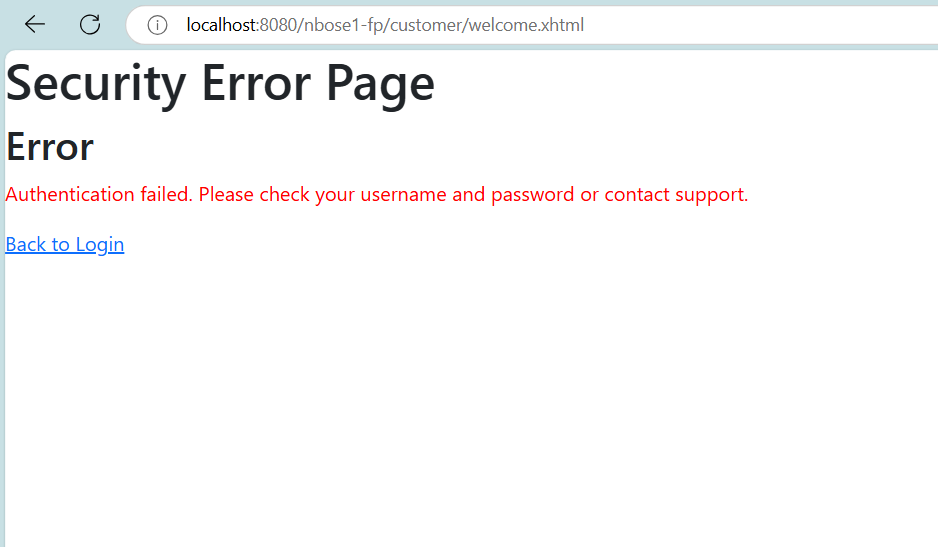 localhost:8080/nbose1-fp/customer/welcome.xhtml
Security Error Page
Error
Authentication failed. Please check your username and password or contact support.
Back to Login